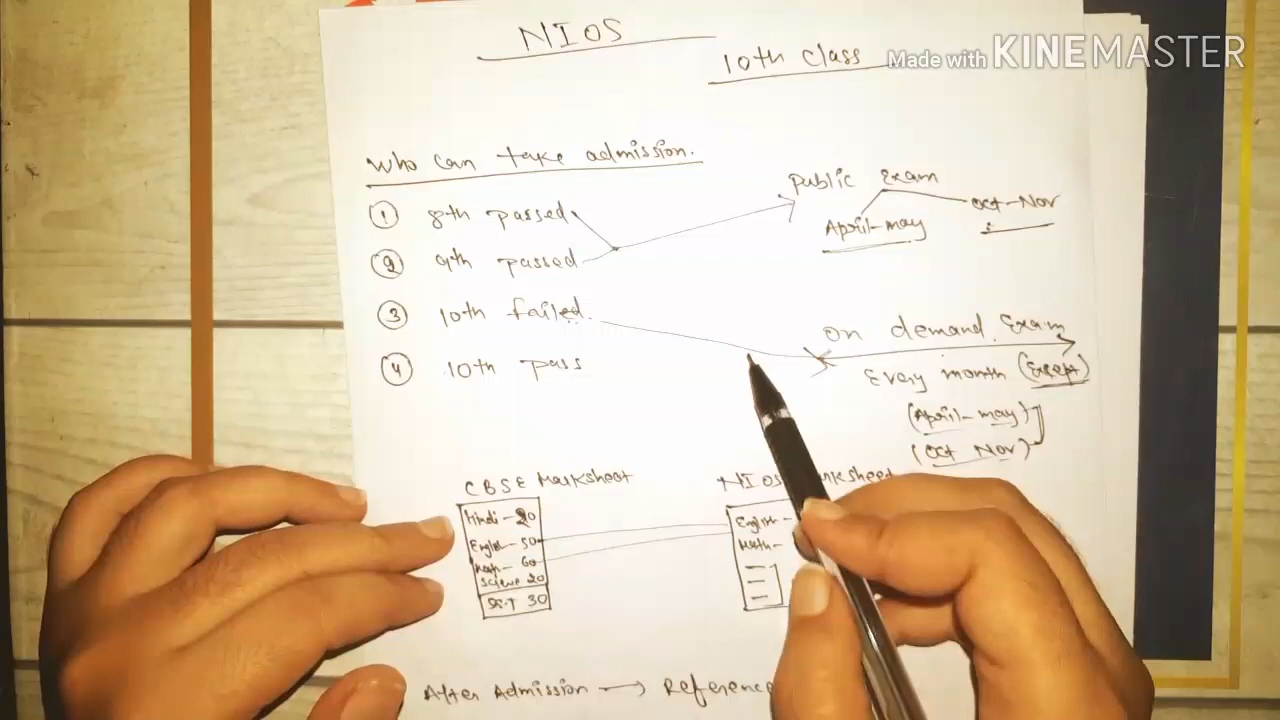 NIOS
10th Class
Made with KINEMASTER
Who can take admission.
① 8th passed
② 9th passed
③ 10th failed.
④ 10th pass
Public Exam
April-may
Oct-Nov
On demand Exam
Every month (Except)
(April-may)
(Oct Nov)
CBSE Marksheet
Hindi-20
English-50
Math-60
Science 20
S.S.T 30
NIOS
English-
Math-
After Admission → Reference